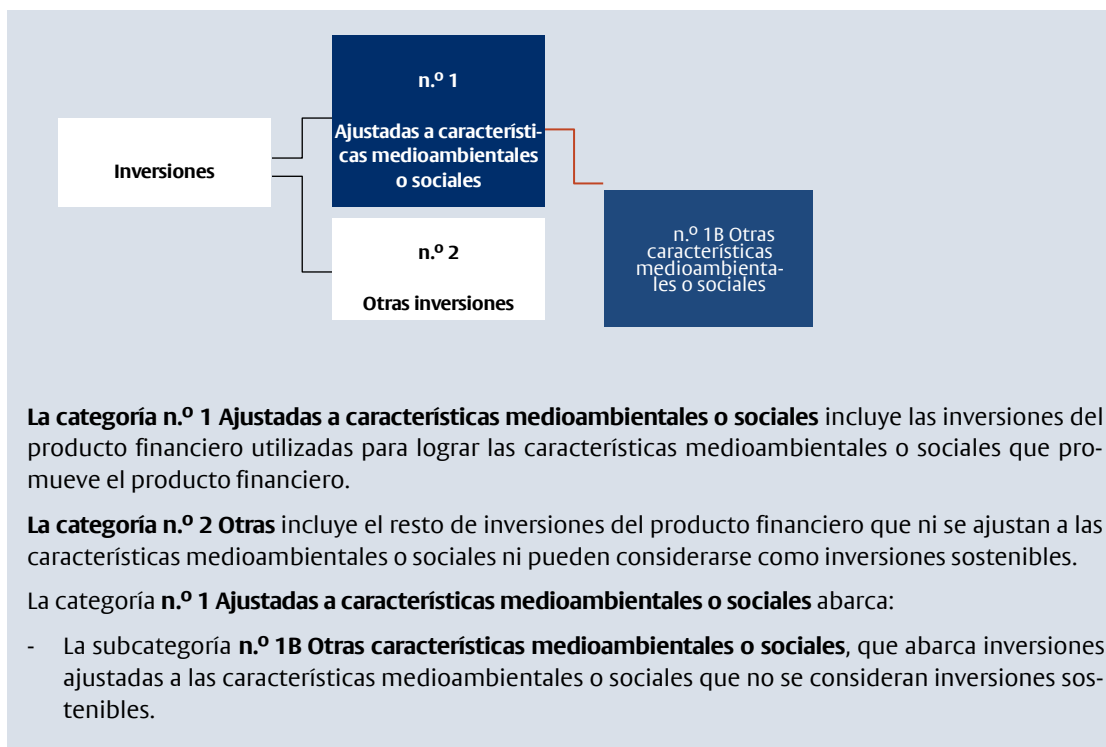 n.º 1
Ajustadas a característi-
cas medioambientales
o sociales
Inversiones
n.º 2
Otras inversiones
n.º 1B Otras
características
medioambienta-
les o sociales
La categoría n.º 1 Ajustadas a características medioambientales o sociales incluye las inversiones del
producto financiero utilizadas para lograr las características medioambientales o sociales que pro-
mueve el producto financiero.
La categoría n.º 2 Otras incluye el resto de inversiones del producto financiero que ni se ajustan a las
características medioambientales o sociales ni pueden considerarse como inversiones sostenibles.
La categoría n.º 1 Ajustadas a características medioambientales o sociales abarca:
- La subcategoría n.º 1B Otras características medioambientales o sociales, que abarca inversiones
ajustadas a las características medioambientales o sociales que no se consideran inversiones sos-
tenibles.